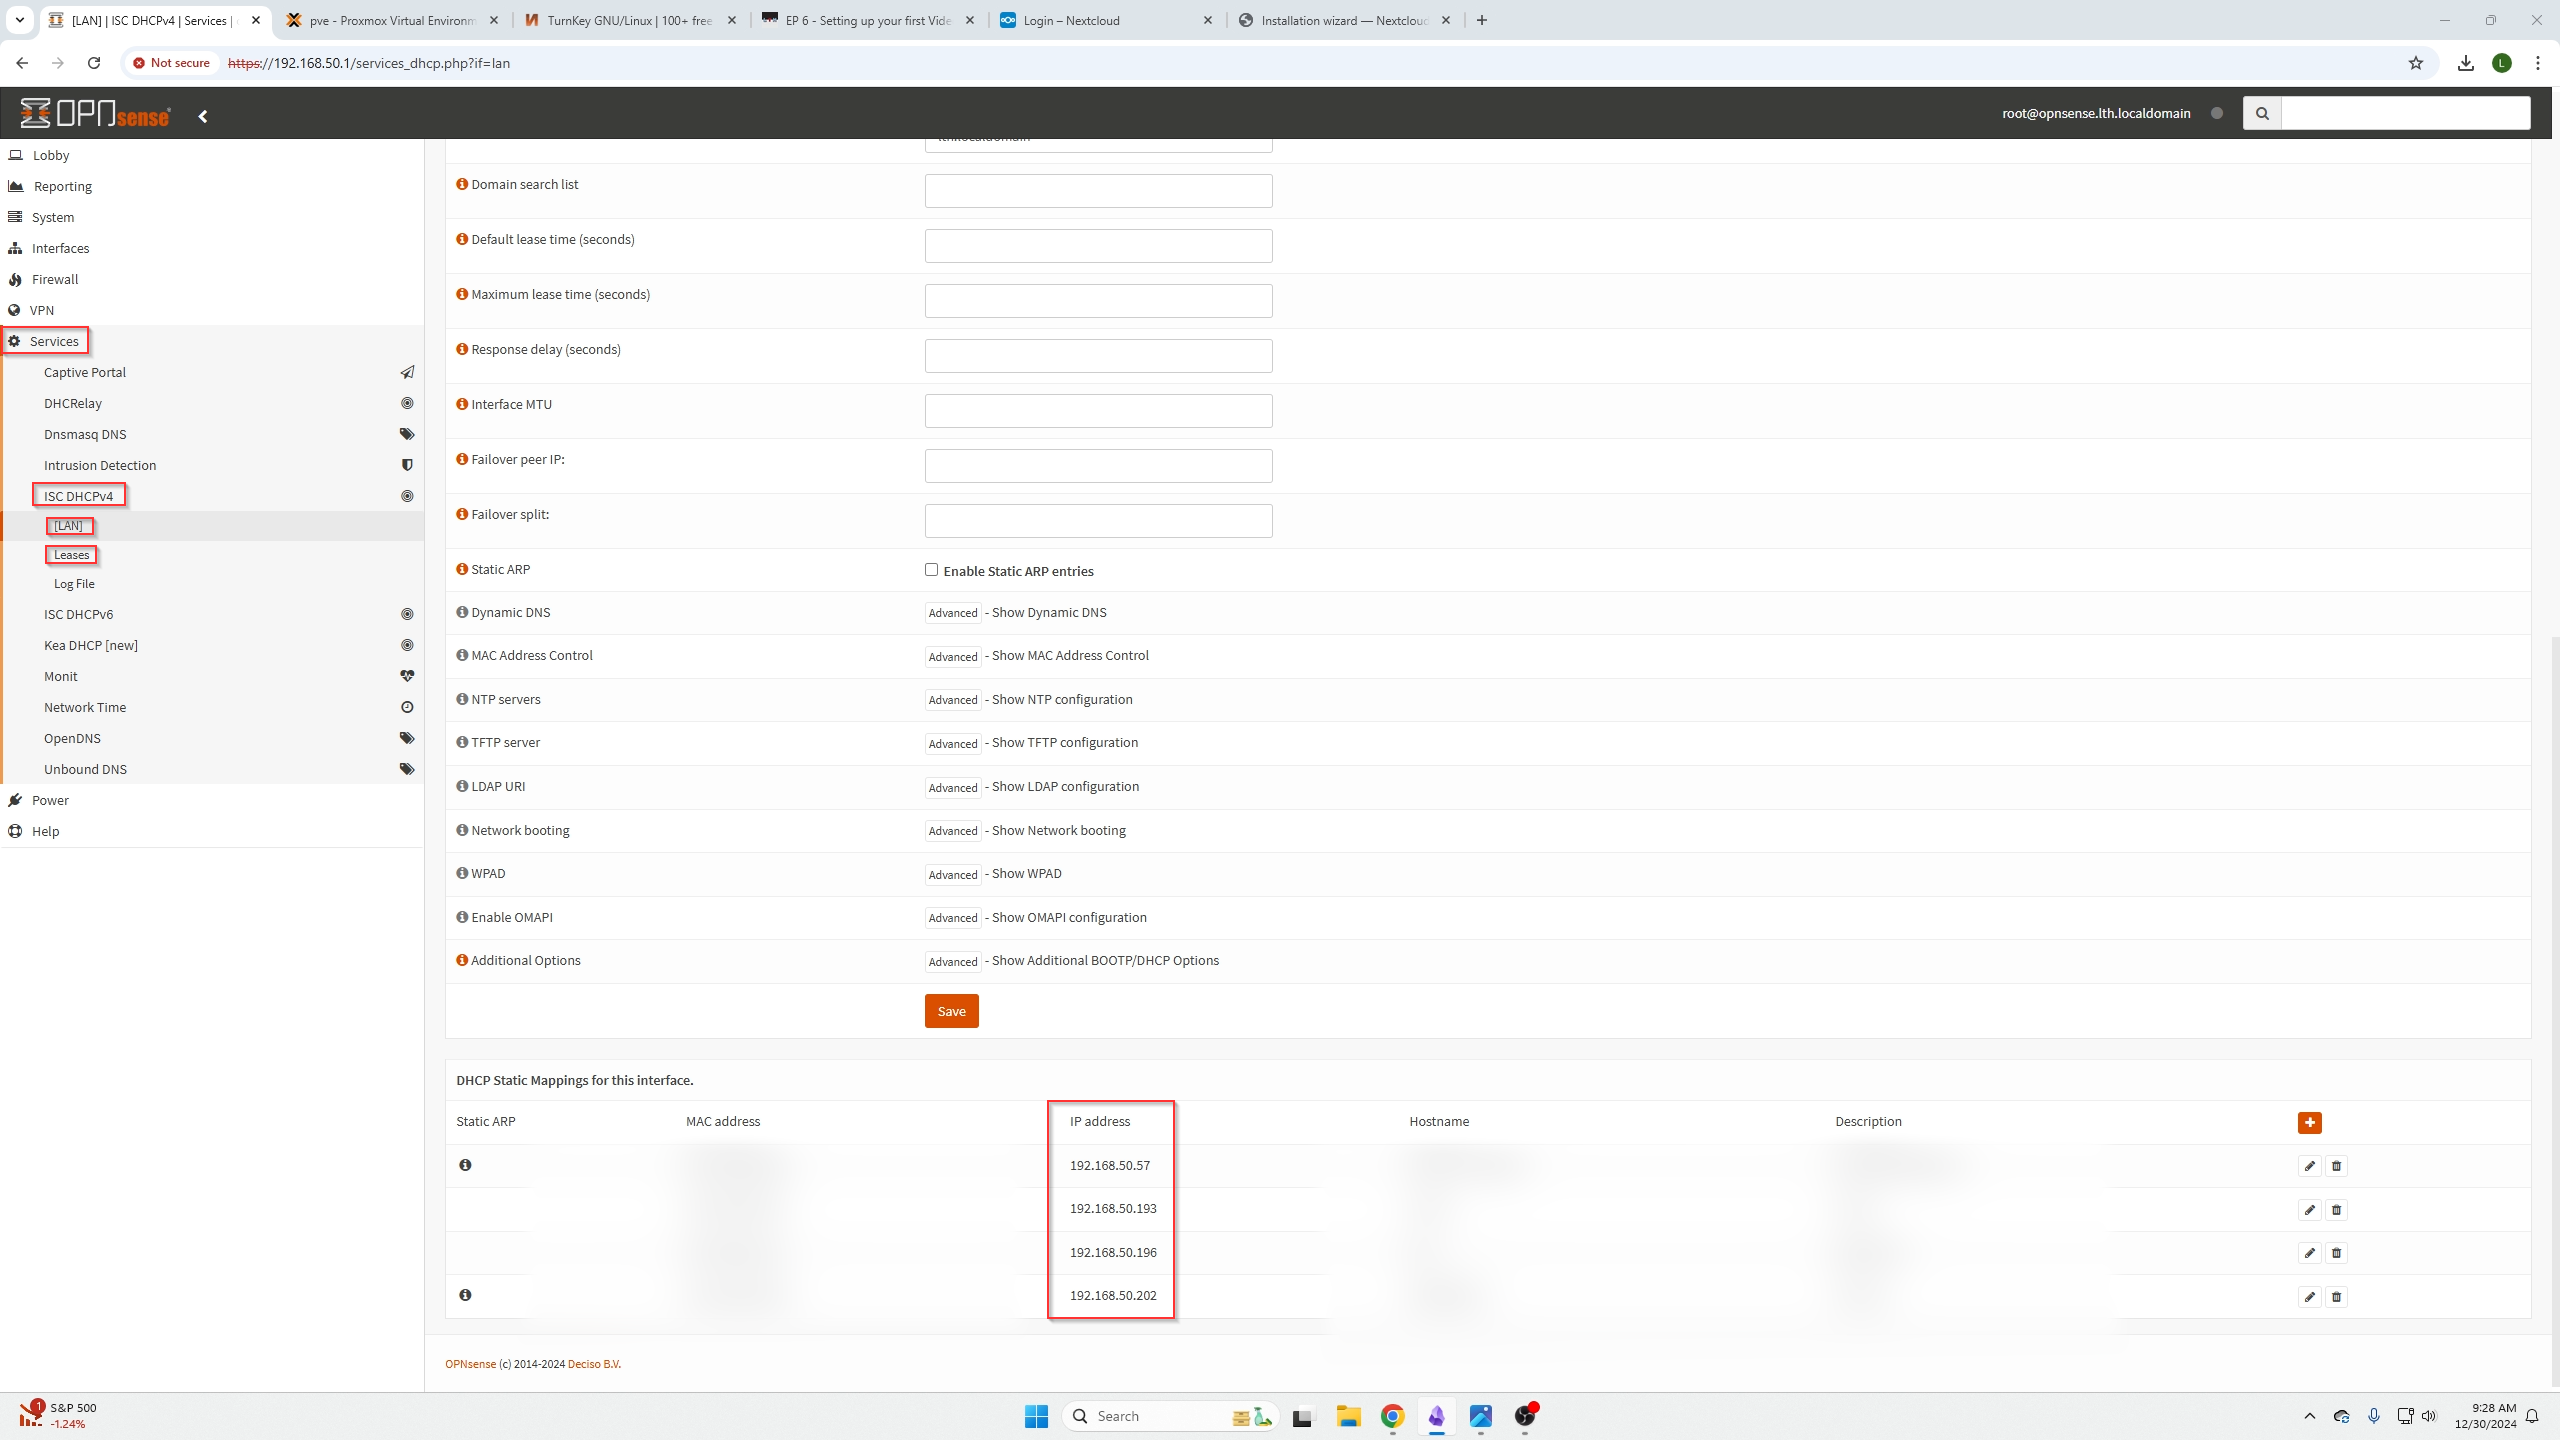 [LAN] | ISC DHCPv4 | Services |
pve - Proxmox Virtual Environm
TurnKey GNU/Linux | 100+ free
EP 6 - Setting up your first Vide
Login – Nextcloud
Installation wizard — Nextcloud
Not secure
https://192.168.50.1/services_dhcp.php?if=lan
L
OPNsense
root@opnsense.lth.localdomain
Lobby
Reporting
System
Interfaces
Firewall
VPN
Services
Captive Portal
DHCRelay
Dnsmasq DNS
Intrusion Detection
ISC DHCPv4
[LAN]
Leases
Log File
ISC DHCPv6
Kea DHCP [new]
Monit
Network Time
OpenDNS
Unbound DNS
Power
Help
Domain search list
Default lease time (seconds)
Maximum lease time (seconds)
Response delay (seconds)
Interface MTU
Failover peer IP:
Failover split:
Static ARP Enable Static ARP entries
Dynamic DNS Advanced - Show Dynamic DNS
MAC Address Control Advanced - Show MAC Address Control
NTP servers Advanced - Show NTP configuration
TFTP server Advanced - Show TFTP configuration
LDAP URI Advanced - Show LDAP configuration
Network booting Advanced - Show Network booting
WPAD Advanced - Show WPAD
Enable OMAPI Advanced - Show OMAPI configuration
Additional Options Advanced - Show Additional BOOTP/DHCP Options
Save
DHCP Static Mappings for this interface.
Static ARP MAC address IP address Hostname Description
192.168.50.57
192.168.50.193
192.168.50.196
192.168.50.202
OPNsense (c) 2014-2024 Deciso B.V.
1
S&P 500
-1.24%
Search
9:28 AM
12/30/2024